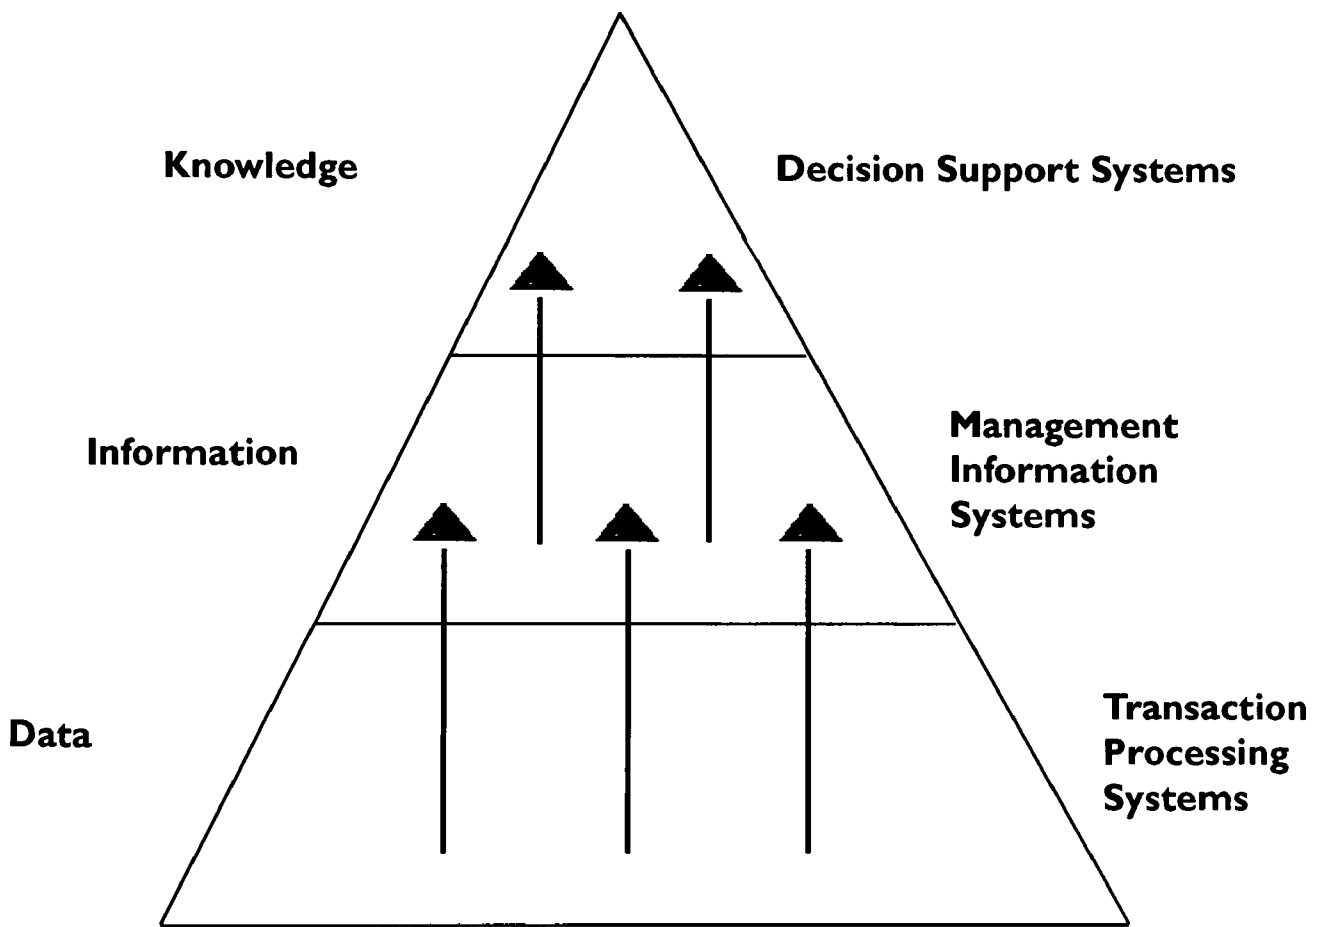 Knowledge
Decision Support Systems
Information
Management
Information
Systems
Data
Transaction
Processing
Systems